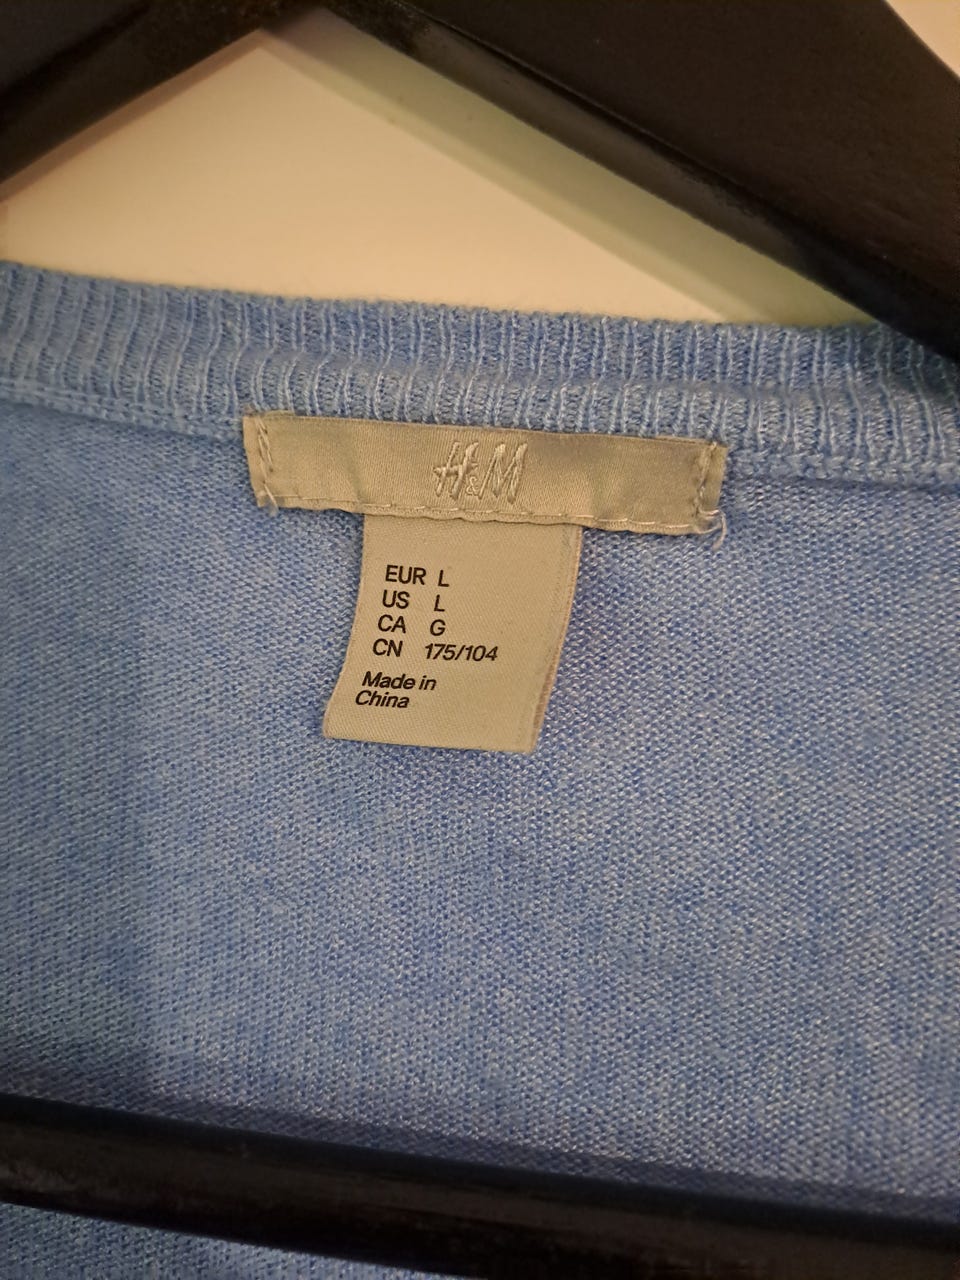 H&M
EUR L
US L
CA G
CN 175/104
Made in
China